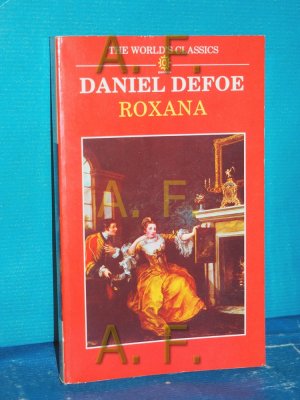 A. F.
THE WORLD'S CLASSICS
DANIEL DEFOE
ROXANA
A. F.
A. F.